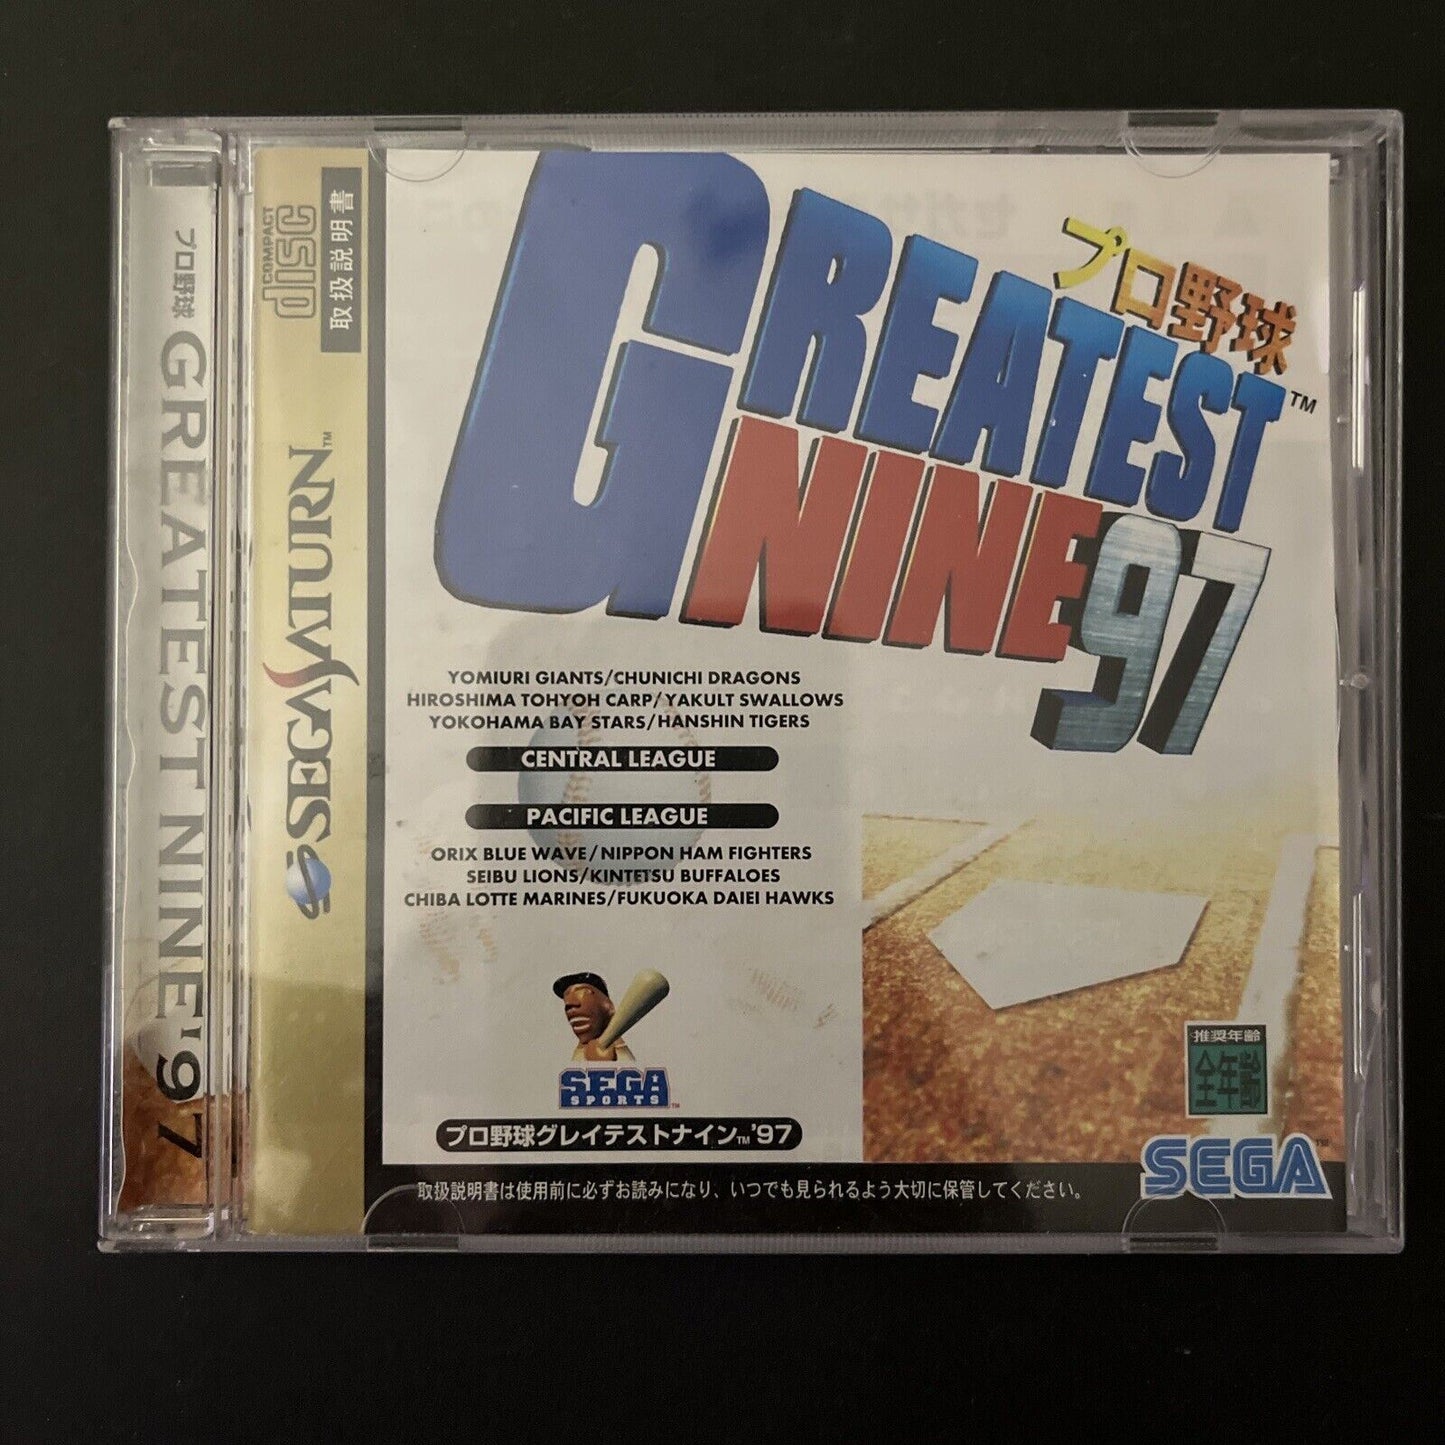 プロ野球 GREATEST NINE'97
COMPACT
disc
取扱説明書
SEGA SATURN™
プロ野球
GREATEST™
NINE 97
YOMIURI GIANTS/CHUNICHI DRAGONS
HIROSHIMA TOHYOH CARP/YAKULT SWALLOWS
YOKOHAMA BAY STARS/HANSHIN TIGERS
CENTRAL LEAGUE
PACIFIC LEAGUE
ORIX BLUE WAVE/NIPPON HAM FIGHTERS
SEIBU LIONS/KINTETSU BUFFALOES
CHIBA LOTTE MARINES/FUKUOKA DAIEI HAWKS
SEGA
SPORTS™
プロ野球グレイテストナイン™'97
推奨年齢
全年齢
SEGA™
取扱説明書は使用前に必ずお読みになり、いつでも見られるよう大切に保管してください。